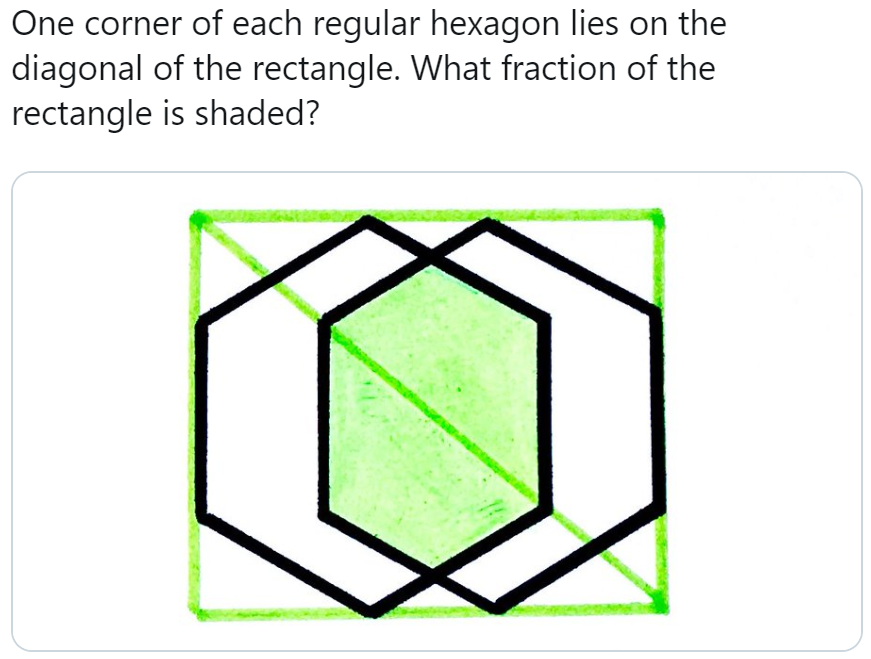 One corner of each regular hexagon lies on the
diagonal of the rectangle. What fraction of the
rectangle is shaded?